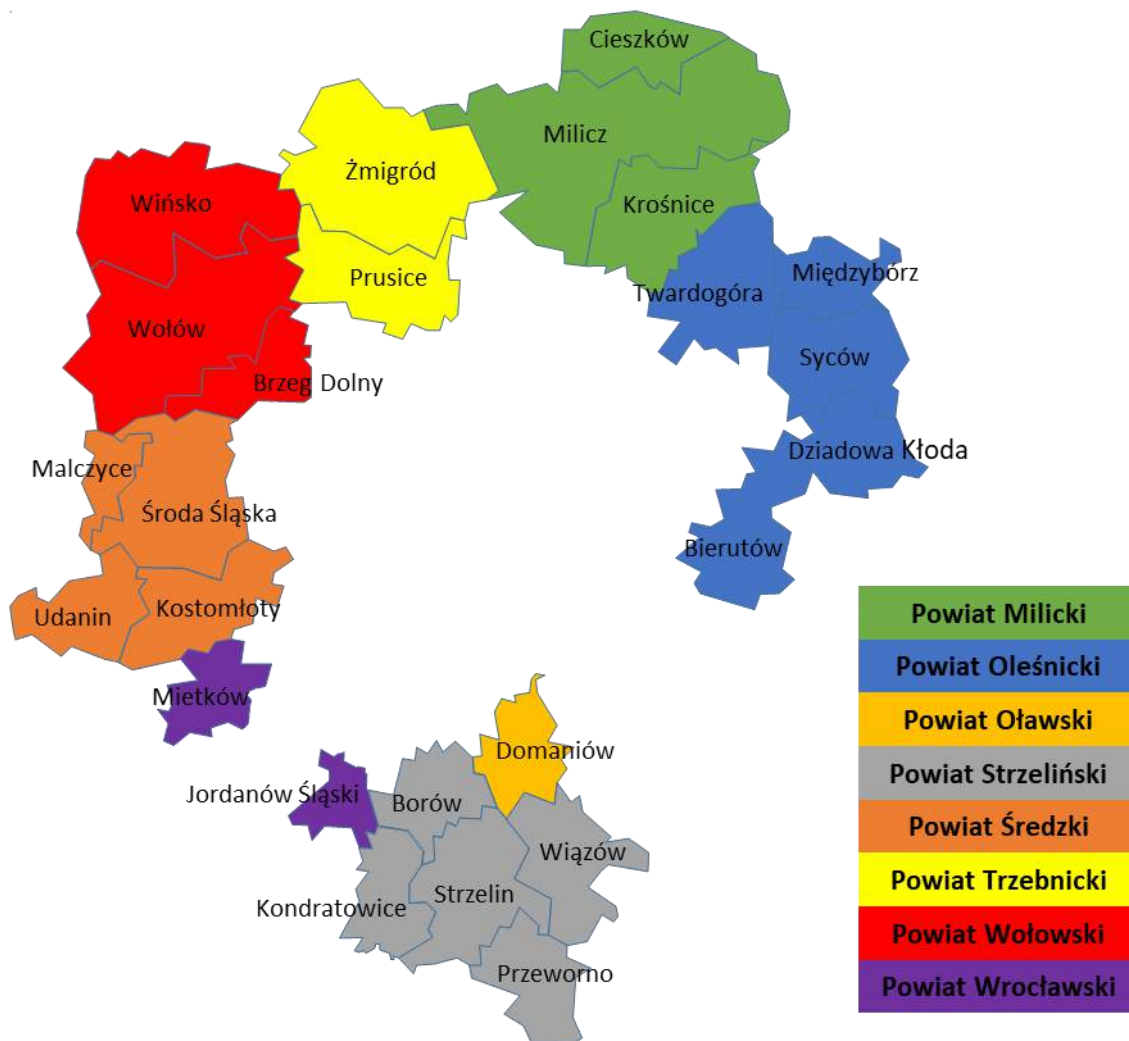 Cieszków
Milicz
Żmigród
Krośnice
Wińsko
Prusice
Międzybórz
Twardogóra
Wołów
Syców
Brzeg Dolny
Dziadowa Kłoda
Malczyce
Środa Śląska
Bierutów
Udanin
Kostomłoty
Mietków
Domaniów
Jordanów Śląski
Borów
Wiązów
Strzelin
Kondratowice
Przeworno
Powiat Milicki
Powiat Oleśnicki
Powiat Oławski
Powiat Strzeliński
Powiat Średzki
Powiat Trzebnicki
Powiat Wołowski
Powiat Wrocławski